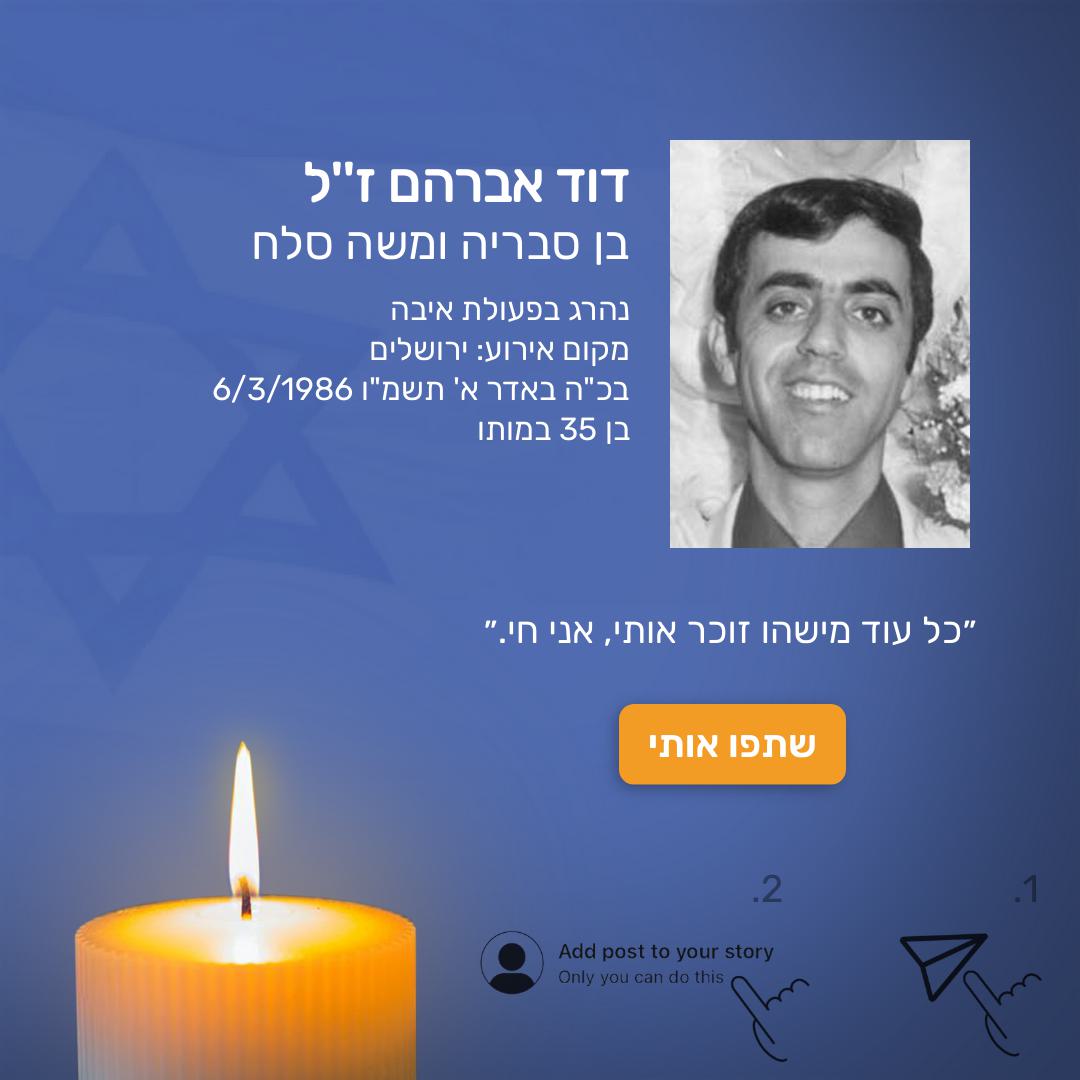 דוד אברהם ז"ל
בן סבריה ומשה סלח
נהרג בפעולת איבה
מקום אירוע: ירושלים
בכ"ה באדר א' תשמ"ו 6/3/1986
בן 35 במותו
״כל עוד מישהו זוכר אותי, אני חי.״
שתפו אותי
1.
2.
Add post to your story
Only you can do this